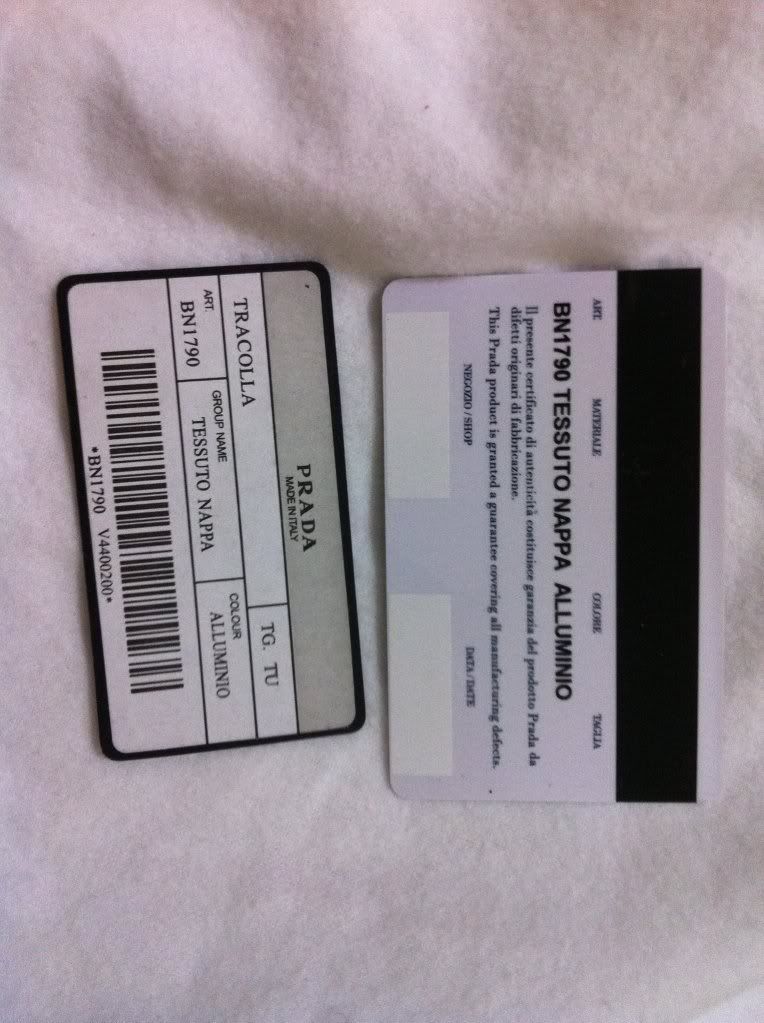 ART. MATERIALE COLORE TAGLIA
BN1790 TESSUTO NAPPA ALLUMINIO
Il presente certificato di autenticità costituisce garanzia del prodotto Prada da
difetti originari di fabbricazione.
This Prada product is granted a guarantee covering all manufacturing defects.
NEGOZIO / SHOP DATA / DATE
PRADA
MADE IN ITALY
TRACOLLA TG. TU
ART. GROUP NAME COLOUR
BN1790 TESSUTO NAPPA ALLUMINIO
*BN1790 V4400200*